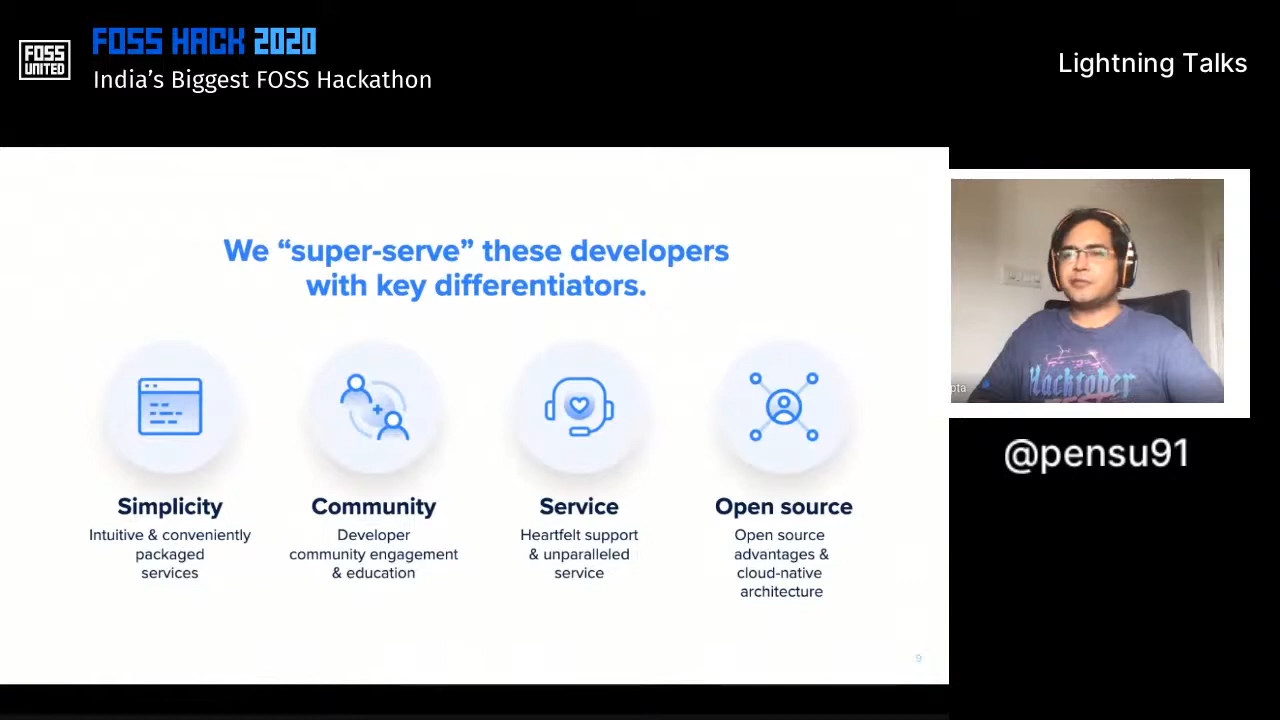 FOSS
UNITED
FOSS HACK 2020
India's Biggest FOSS Hackathon
Lightning Talks
We “super-serve” these developers
with key differentiators.
Simplicity
Intuitive & conveniently
packaged
services
Community
Developer
community engagement
& education
Service
Heartfelt support
& unparalleled
service
Open source
Open source
advantages &
cloud-native
architecture
9
Hacktober
@pensu91